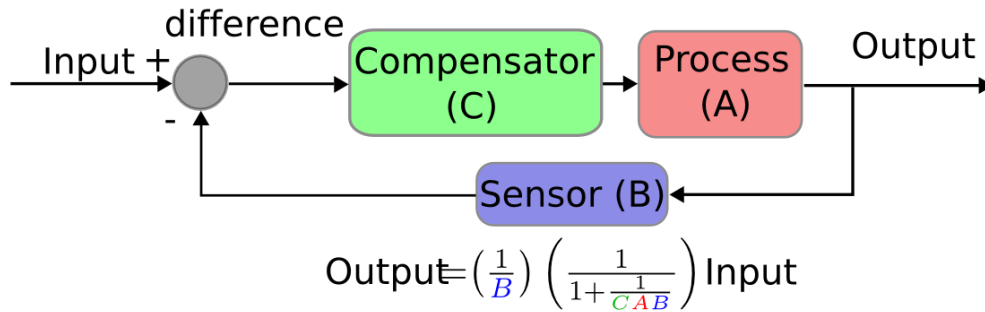 difference
Input +
Compensator
(C)
Process
(A)
Output
-
Sensor (B)
Output=(1/B)(1/(1+1/(CAB)))Input